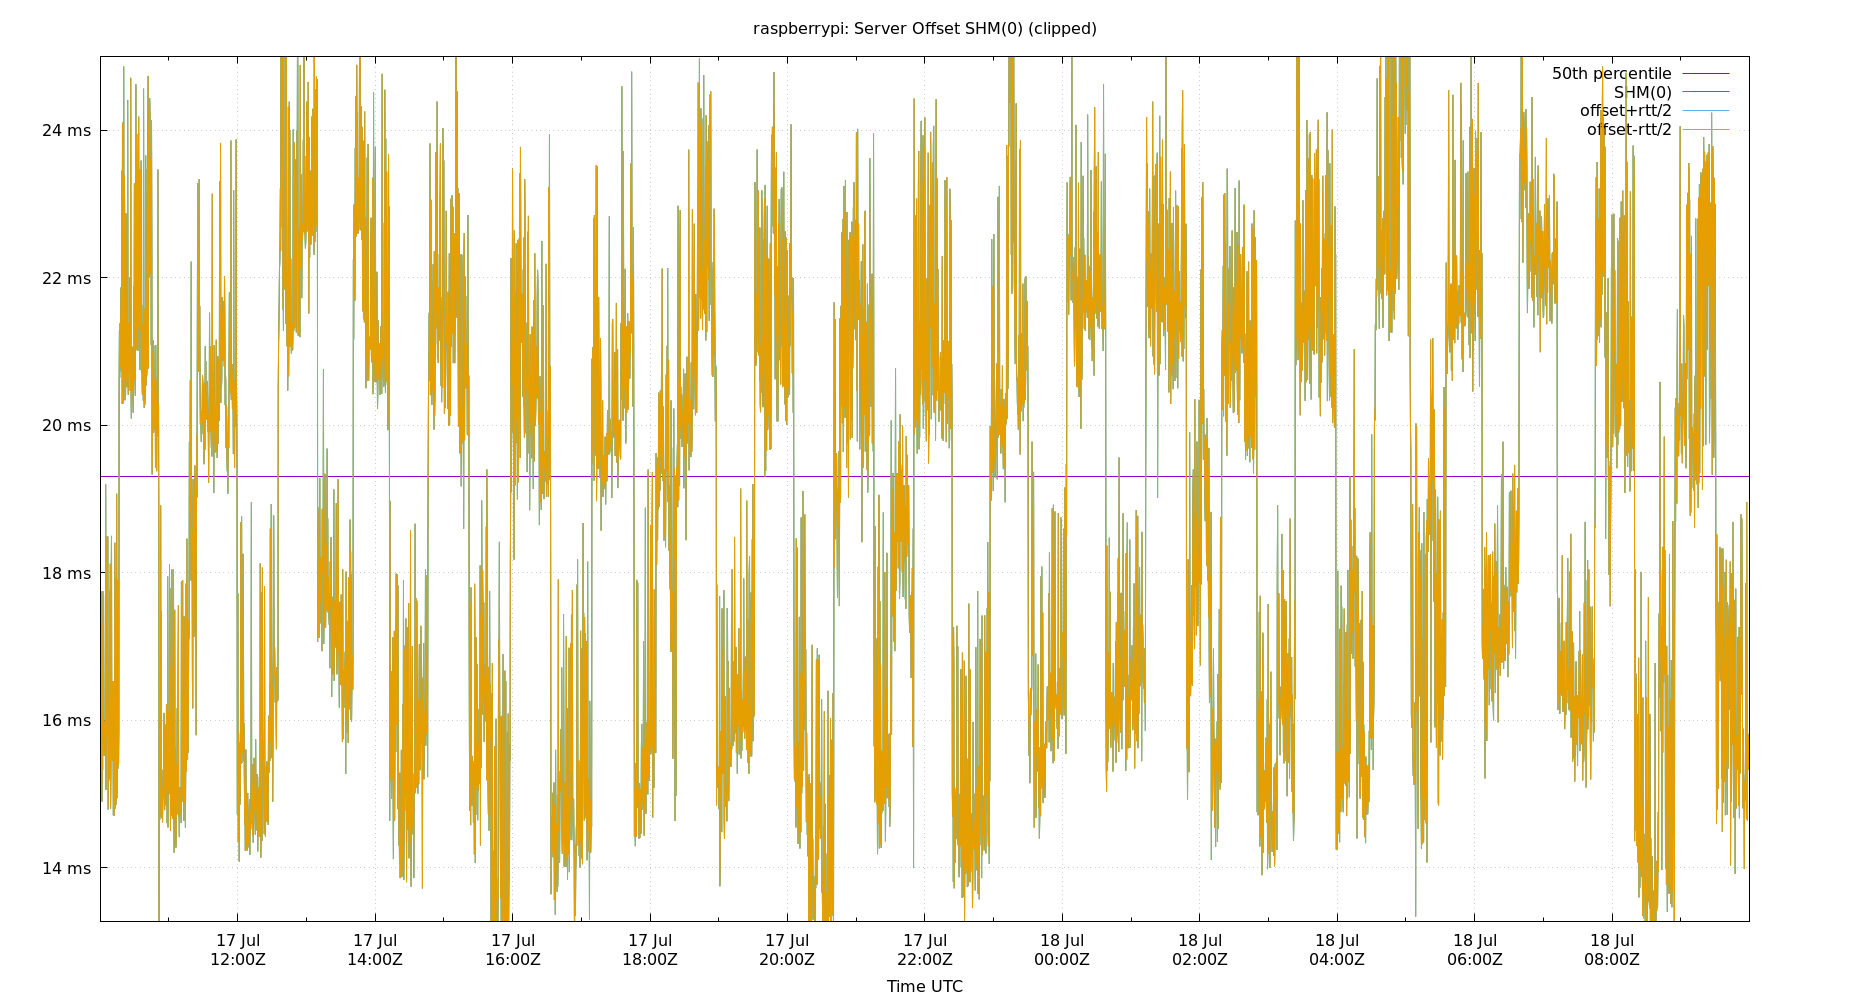 raspberrypi: Server Offset SHM(0) (clipped)
50th percentile
SHM(0)
offset+rtt/2
offset-rtt/2
24 ms
22 ms
20 ms
18 ms
16 ms
14 ms
17 Jul 17 Jul 17 Jul 17 Jul 17 Jul 17 Jul 18 Jul 18 Jul 18 Jul 18 Jul 18 Jul
12:00Z 14:00Z 16:00Z 18:00Z 20:00Z 22:00Z 00:00Z 02:00Z 04:00Z 06:00Z 08:00Z
Time UTC